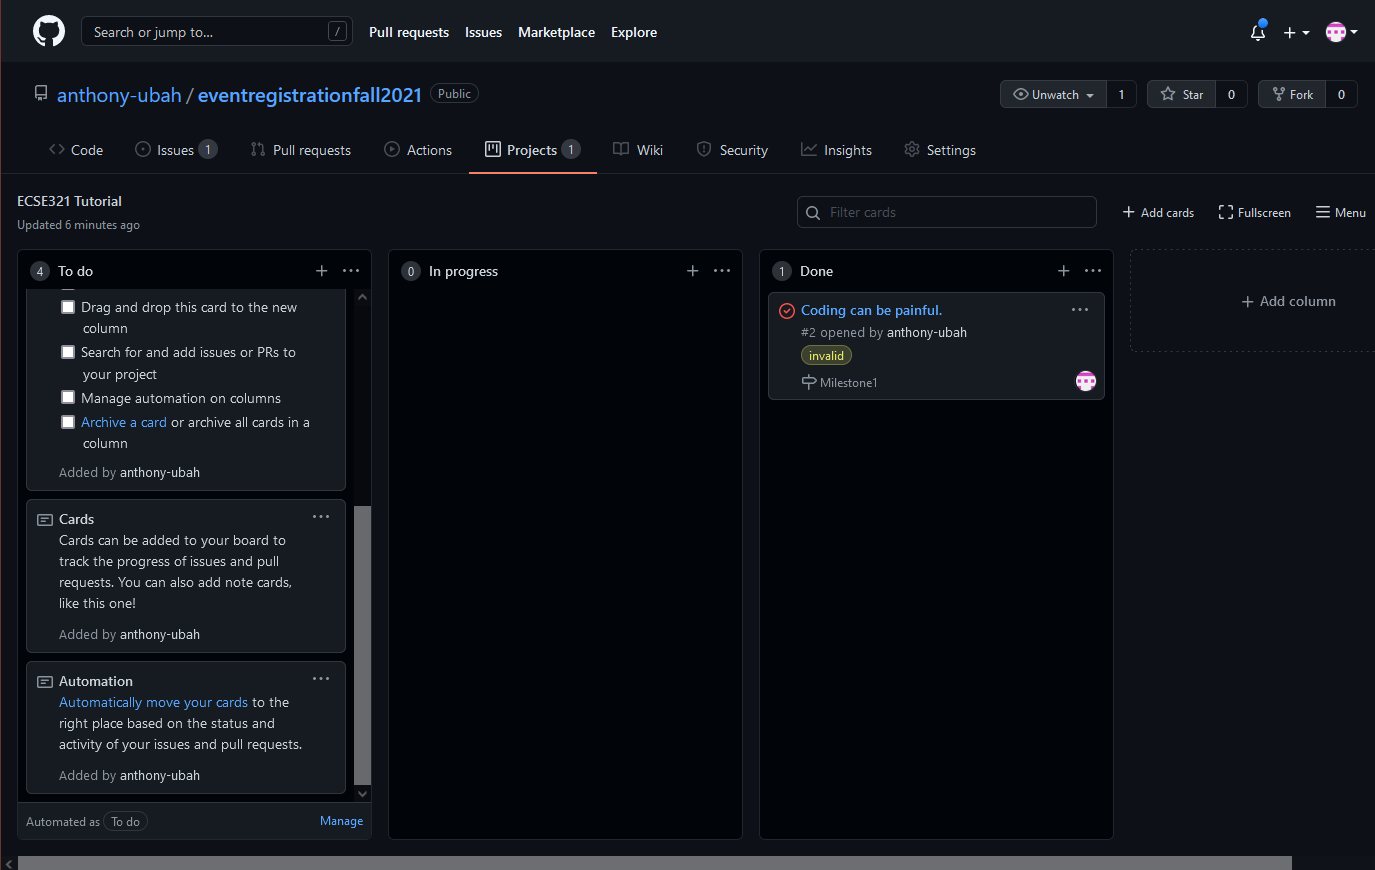 Search or jump to...
/
Pull requests
Issues
Marketplace
Explore
anthony-ubah / eventregistrationfall2021
Public
Unwatch
1
Star
0
Fork
0
Code
Issues 1
Pull requests
Actions
Projects 1
Wiki
Security
Insights
Settings
ECSE321 Tutorial
Updated 6 minutes ago
Filter cards
Add cards
Fullscreen
Menu
4 To do
Drag and drop this card to the new
column
Search for and add issues or PRs to
your project
Manage automation on columns
Archive a card or archive all cards in a
column
Added by anthony-ubah
Cards
Cards can be added to your board to
track the progress of issues and pull
requests. You can also add note cards,
like this one!
Added by anthony-ubah
Automation
Automatically move your cards to the
right place based on the status and
activity of your issues and pull requests.
Added by anthony-ubah
Automated as To do
Manage
0 In progress
1 Done
Coding can be painful.
#2 opened by anthony-ubah
invalid
Milestone1
Add column